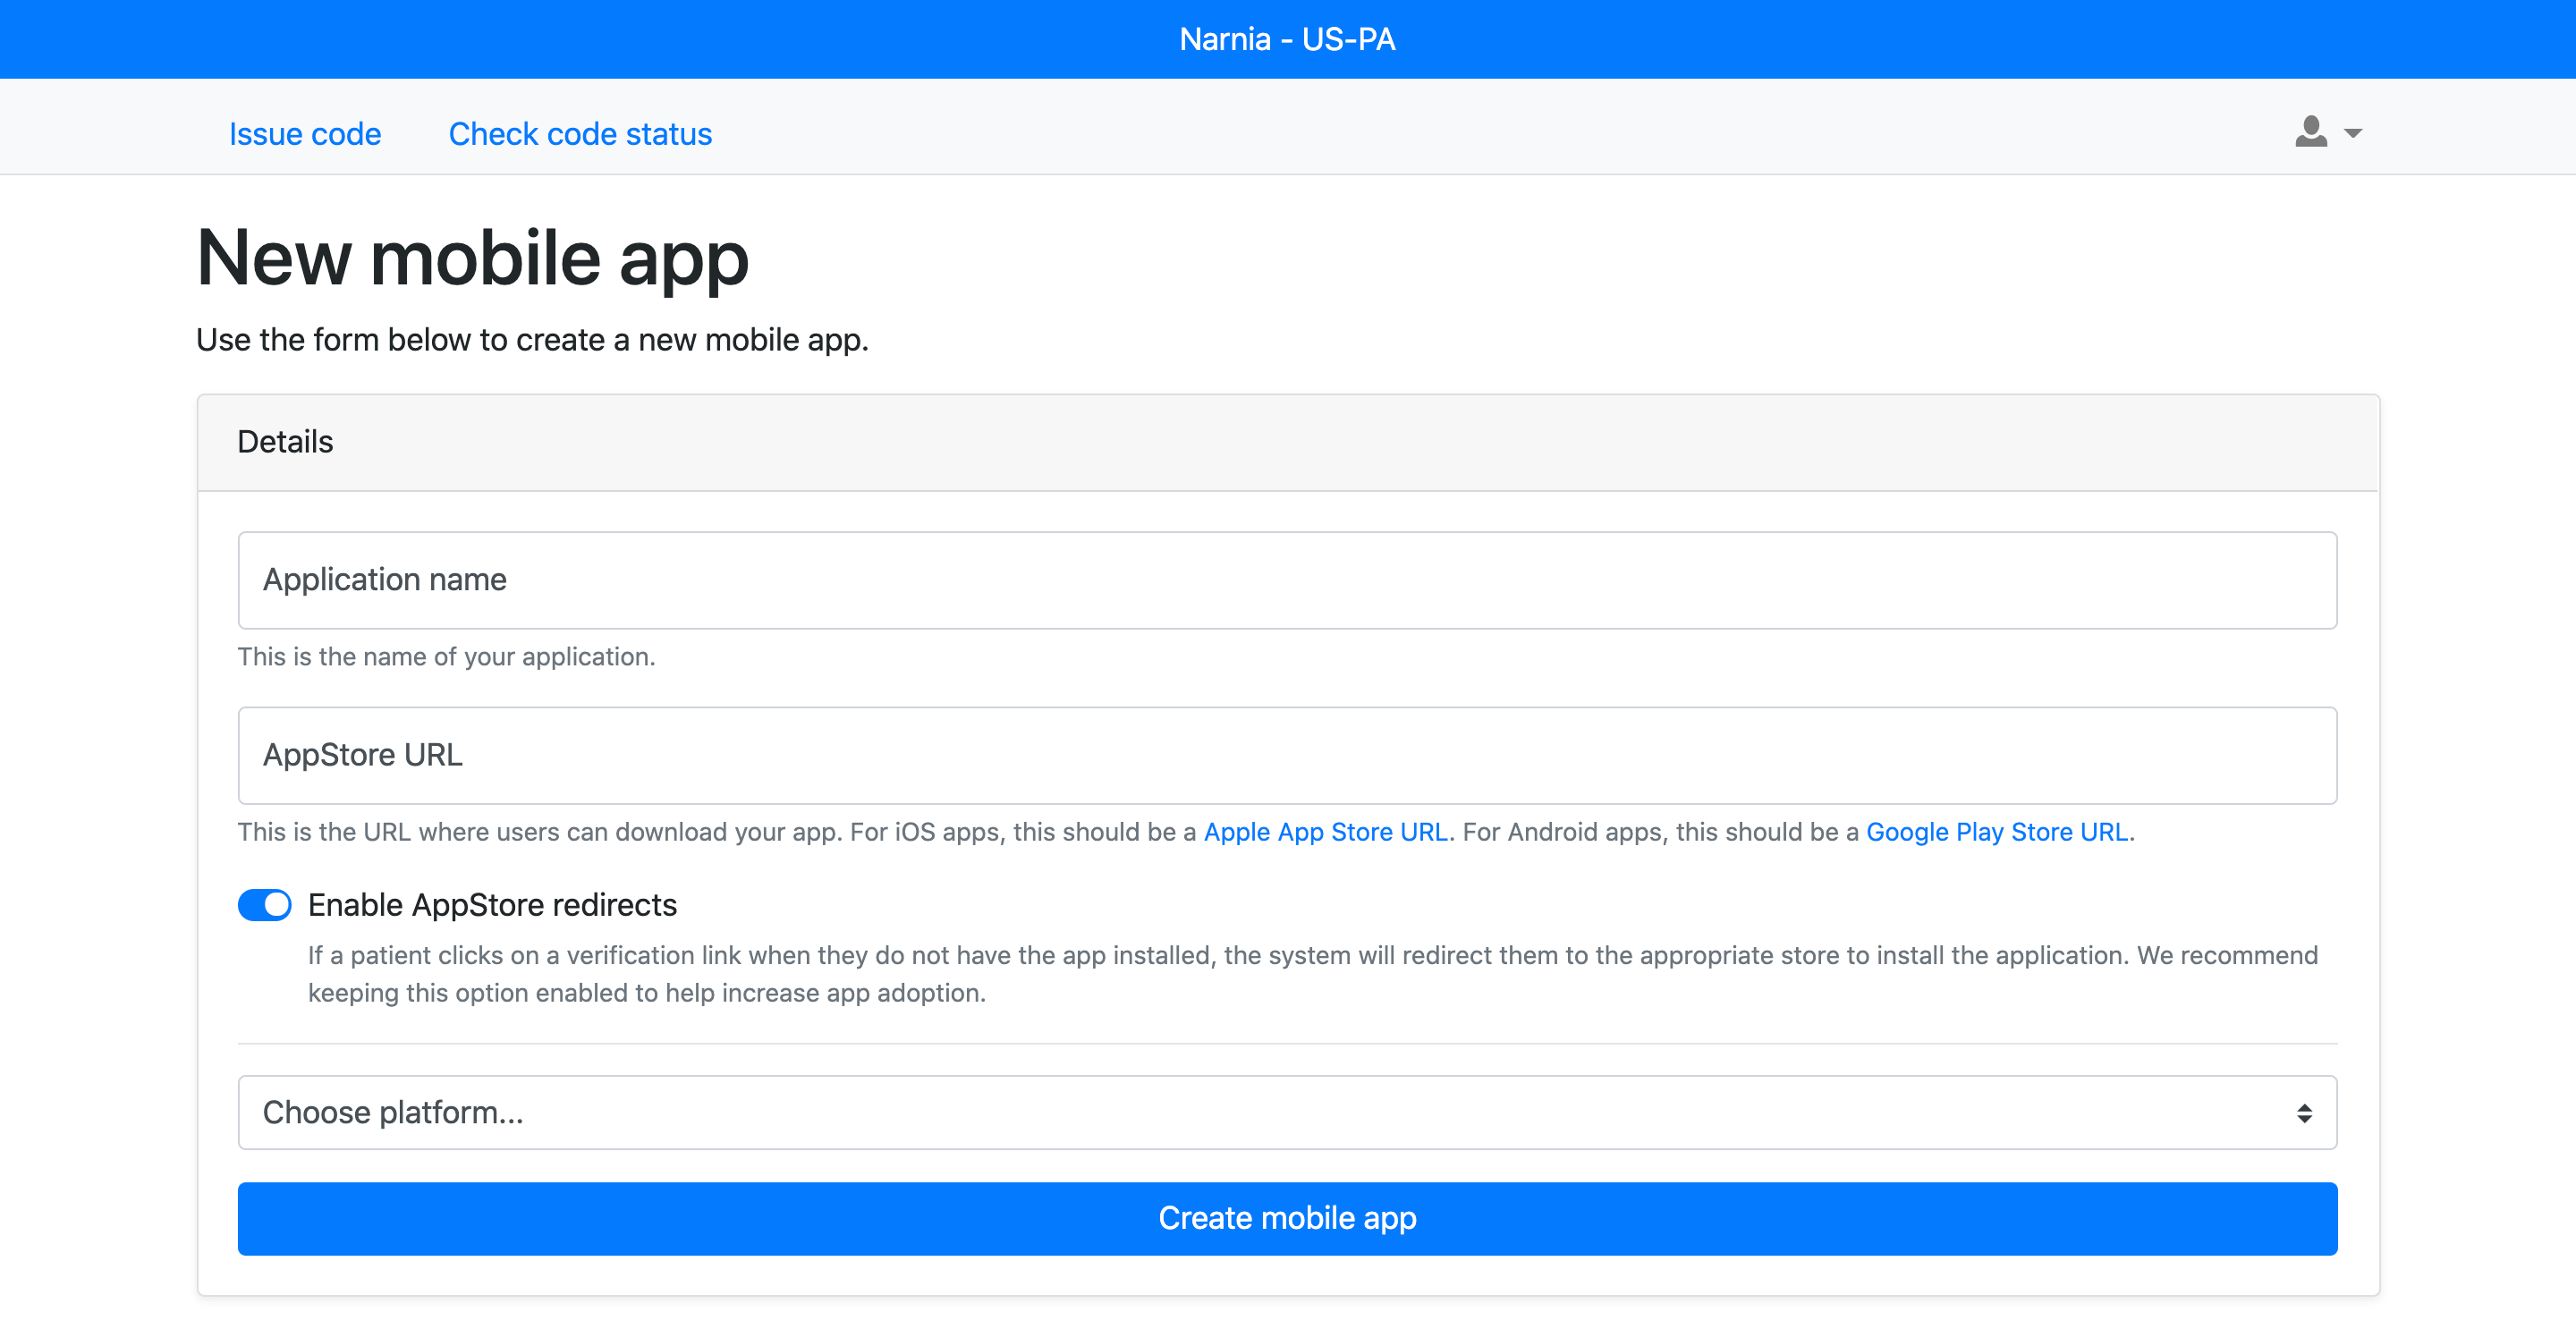 Narnia - US-PA
Issue code
Check code status
New mobile app
Use the form below to create a new mobile app.
Details
Application name
This is the name of your application.
AppStore URL
This is the URL where users can download your app. For iOS apps, this should be a Apple App Store URL. For Android apps, this should be a Google Play Store URL.
Enable AppStore redirects
If a patient clicks on a verification link when they do not have the app installed, the system will redirect them to the appropriate store to install the application. We recommend
keeping this option enabled to help increase app adoption.
Choose platform...
Create mobile app